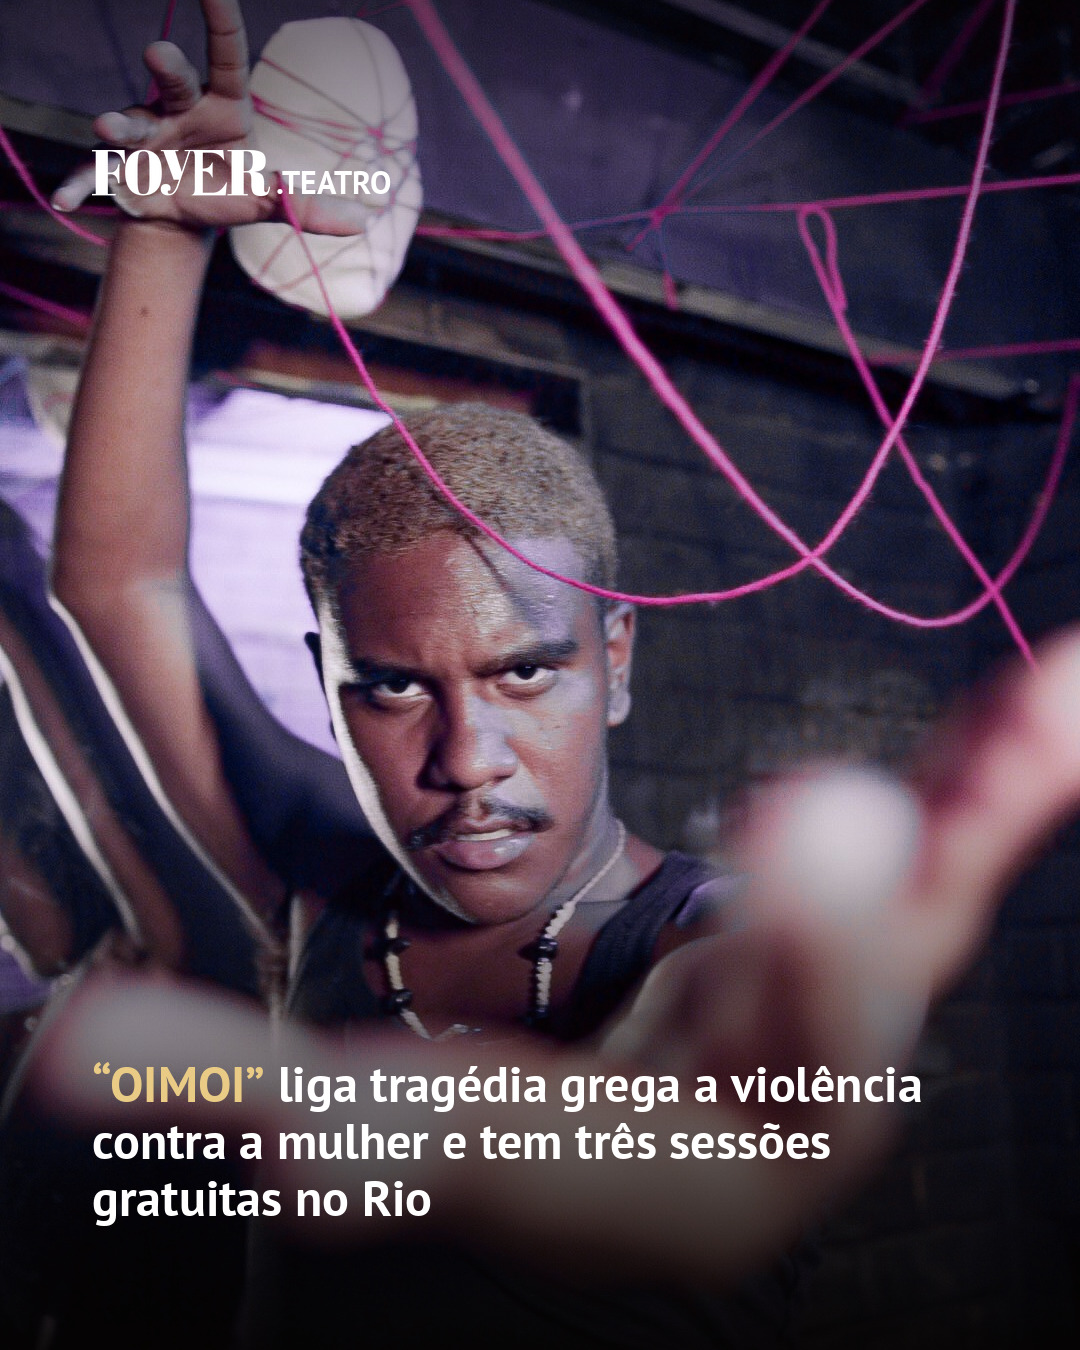 FOYER.TEATRO
“OIMOI” liga tragédia grega a violência
contra a mulher e tem três sessões
gratuitas no Rio